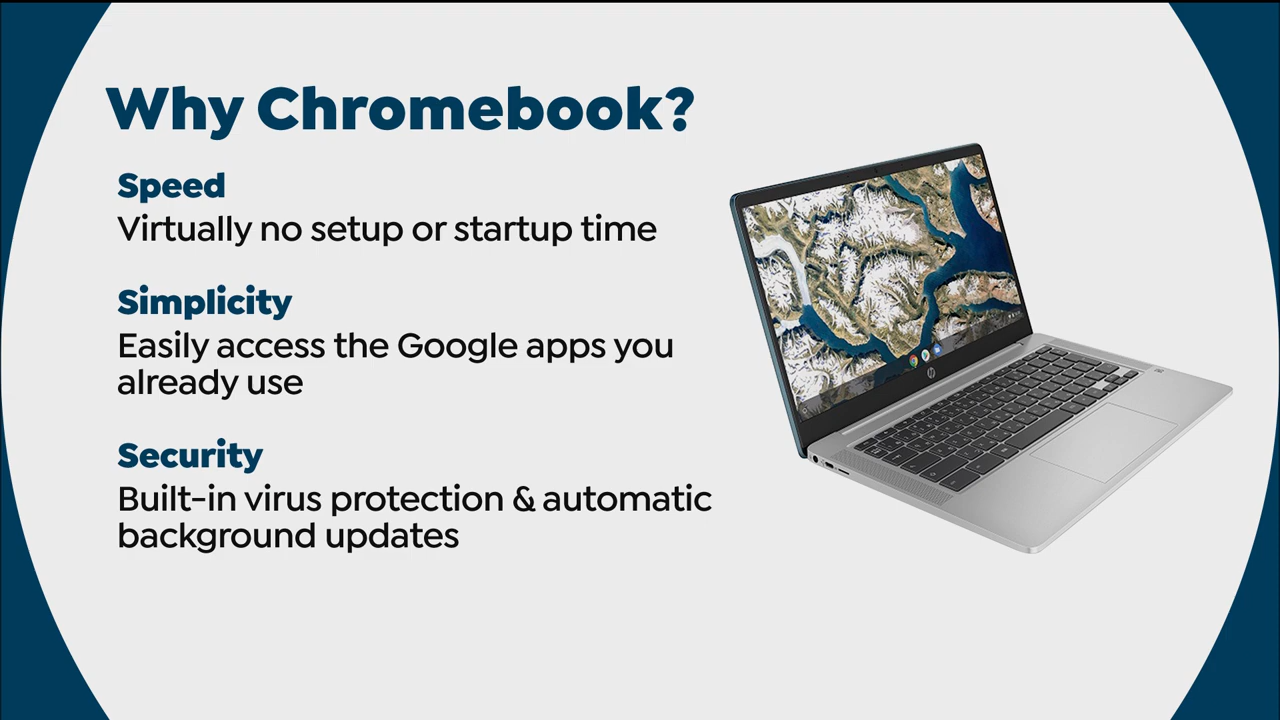 Why Chromebook?
Speed
Virtually no setup or startup time
Simplicity
Easily access the Google apps you
already use
Security
Built-in virus protection & automatic
background updates
hp